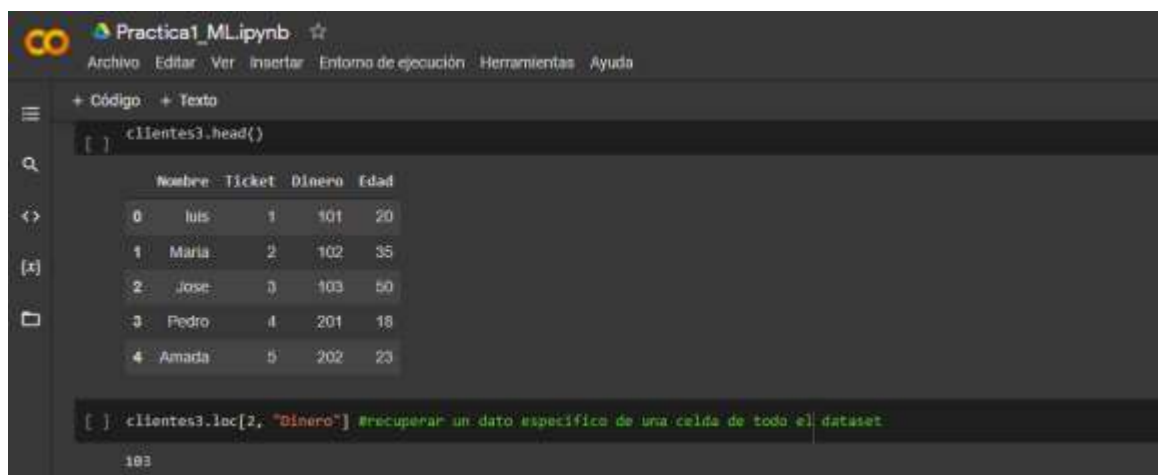 Practica1_ML.ipynb
Archivo Editar Ver Insertar Entorno de ejecución Herramientas Ayuda
+ Código + Texto
[ ] clientes3.head()
Nombre Ticket Dinero Edad
0 luis 1 101 20
1 Maria 2 102 35
2 Jose 3 103 50
3 Pedro 4 201 18
4 Amada 5 202 23
[ ] clientes3.loc[2, "Dinero"] #recuperar un dato especifico de una celda de todo el dataset
103